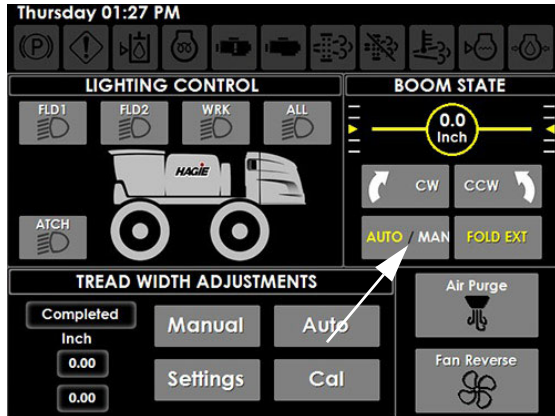 Thursday 01:27 PM
P
LIGHTING CONTROL
FLD1 FLD2 WRK ALL
HAGIE
ATCH
BOOM STATE
0.0
Inch
CW CCW
AUTO / MAN FOLD EXT
TREAD WIDTH ADJUSTMENTS
Completed
Inch
0.00
0.00
Manual Auto
Settings Cal
Air Purge
Fan Reverse